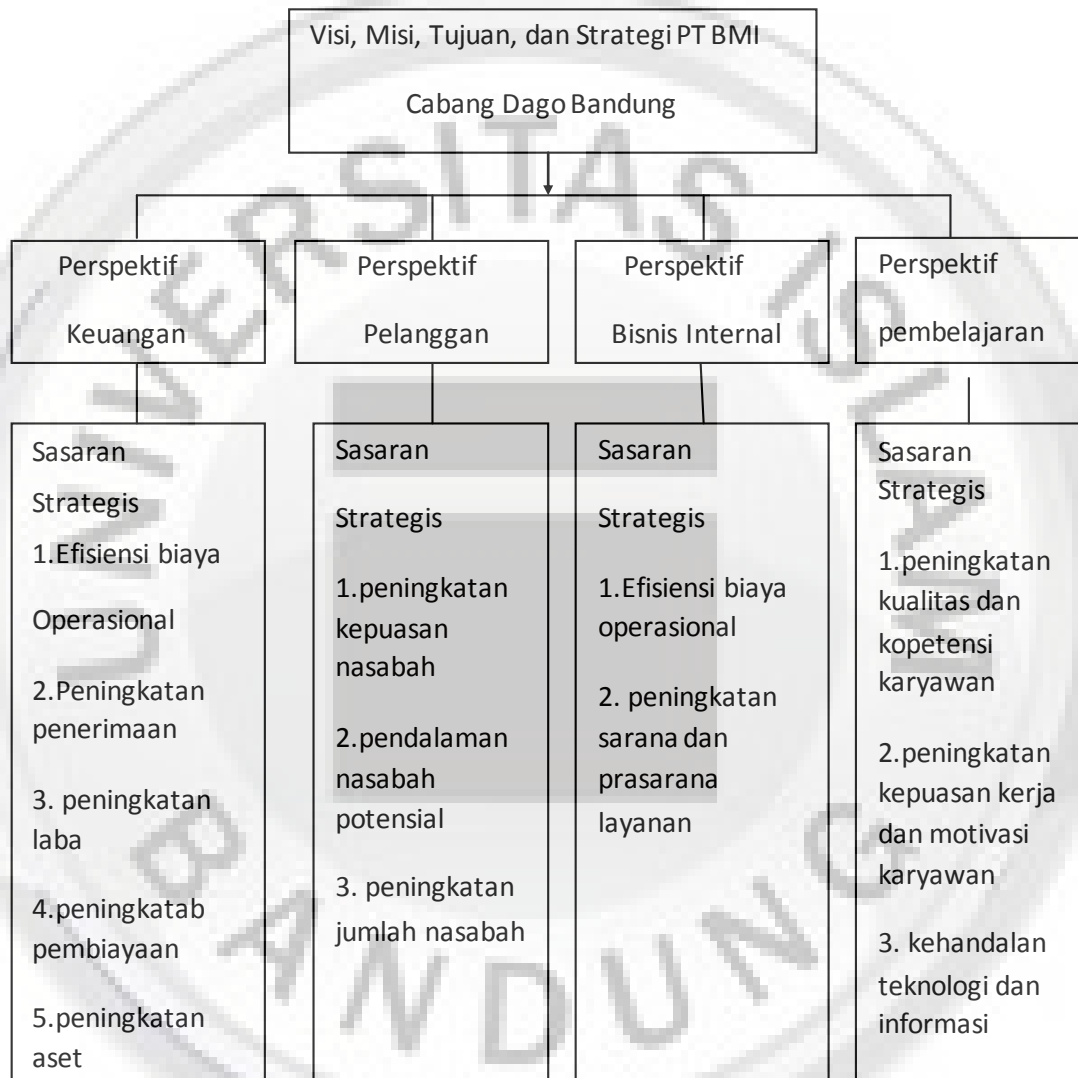 Visi, Misi, Tujuan, dan Strategi PT BMI
Cabang Dago Bandung
Perspektif
Keuangan
Perspektif
Pelanggan
Perspektif
Bisnis Internal
Perspektif
pembelajaran
Sasaran
Strategis
1.Efisiensi biaya
Operasional
2.Peningkatan
penerimaan
3. peningkatan
laba
4.peningkatab
pembiayaan
5.peningkatan
aset
Sasaran
Strategis
1.peningkatan
kepuasan
nasabah
2.pendalaman
nasabah
potensial
3. peningkatan
jumlah nasabah
Sasaran
Strategis
1.Efisiensi biaya
operasional
2. peningkatan
sarana dan
prasarana
layanan
Sasaran
Strategis
1.peningkatan
kualitas dan
kopetensi
karyawan
2.peningkatan
kepuasan kerja
dan motivasi
karyawan
3. kehandalan
teknologi dan
informasi
UNIVERSITAS ISLAM
BANDUNG